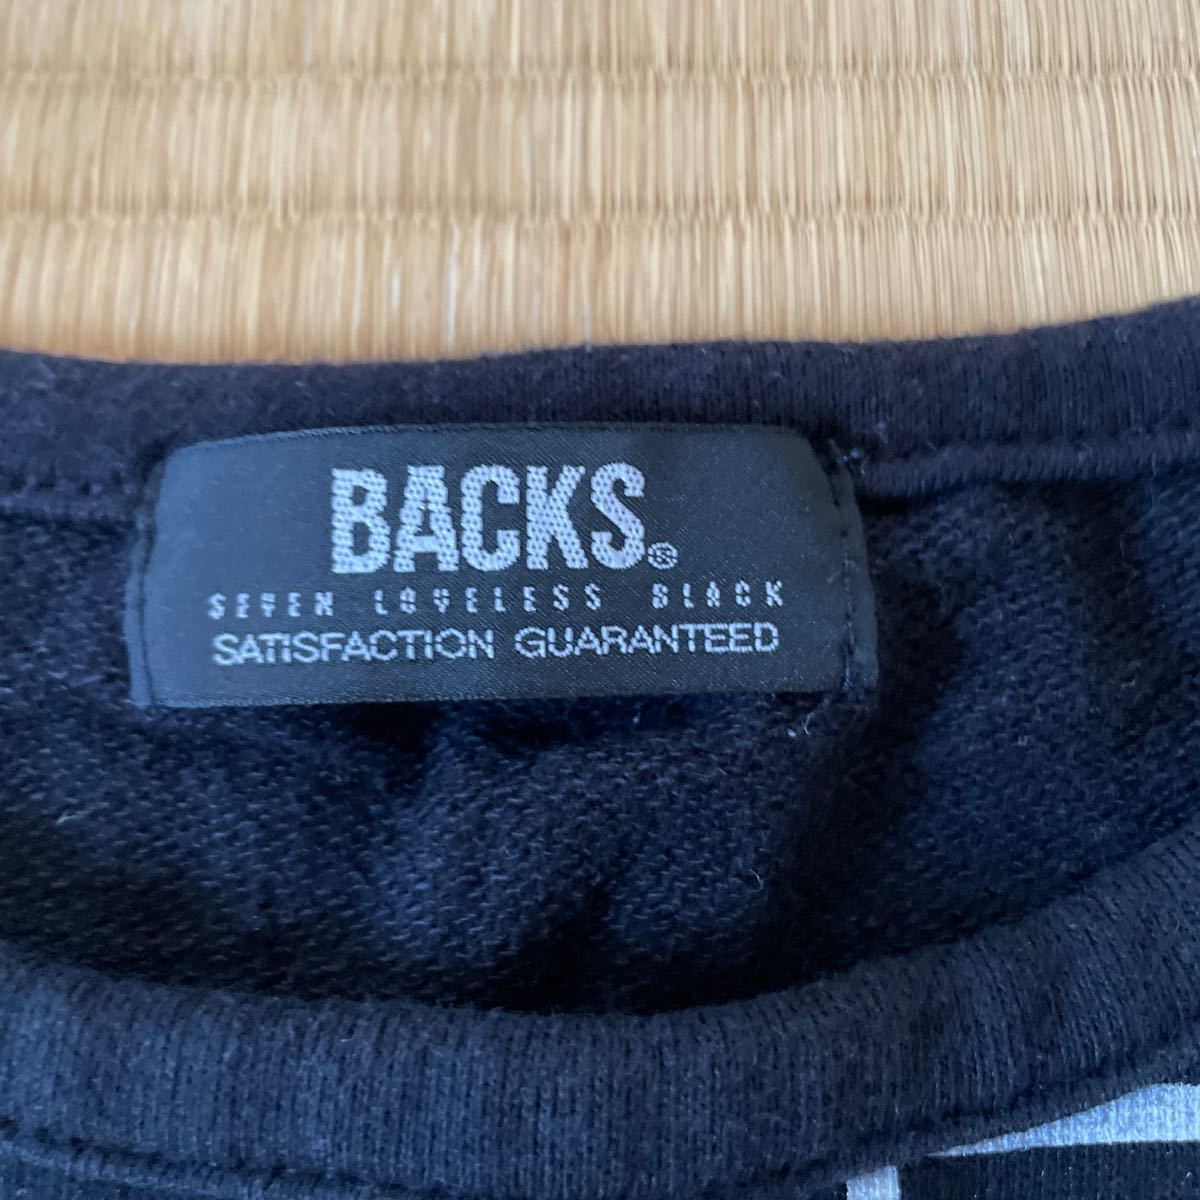 BACKS.®
SEVEN LOVELESS BLACK
SATISFACTION GUARANTEED